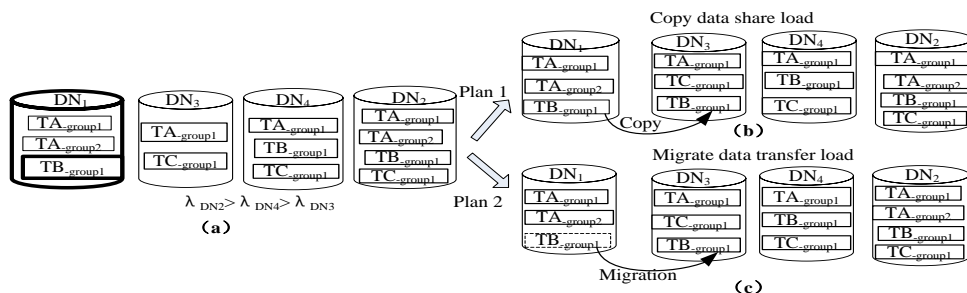 DN1
TA-group1
TA-group2
TB-group1
DN3
TA-group1
TC-group1
DN4
TA-group1
TB-group1
TC-group1
DN2
TA-group1
TA-group2
TB-group1
TC-group1
λ DN2> λ DN4> λ DN3
(a)
Plan 1
Plan 2
Copy data share load
DN1
TA-group1
TA-group2
TB-group1
Copy
DN3
TA-group1
TC-group1
TB-group1
DN4
TA-group1
TB-group1
TC-group1
DN2
TA-group1
TA-group2
TB-group1
TC-group1
(b)
Migrate data transfer load
DN1
TA-group1
TA-group2
TB-group1
Migration
DN3
TA-group1
TC-group1
TB-group1
DN4
TA-group1
TB-group1
TC-group1
DN2
TA-group1
TA-group2
TB-group1
TC-group1
(c)